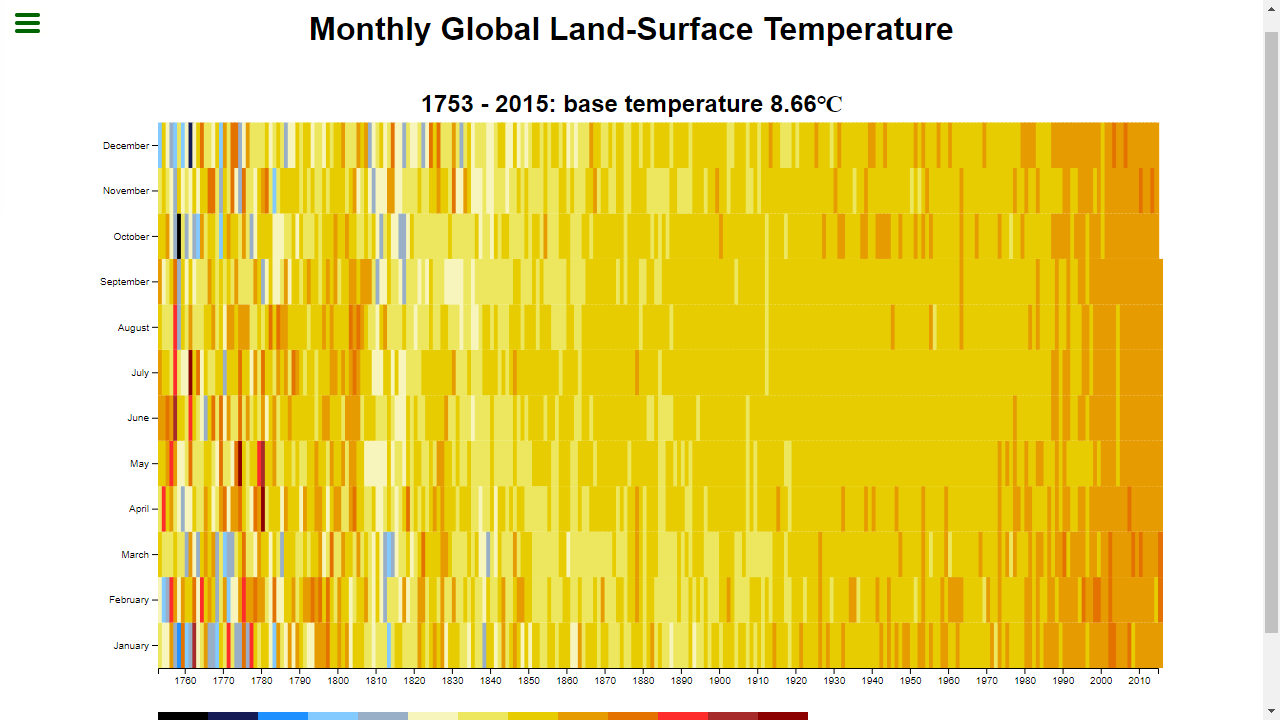 Monthly Global Land-Surface Temperature
1753 - 2015: base temperature 8.66℃
December
November
October
September
August
July
June
May
April
March
February
January
1760 1770 1780 1790 1800 1810 1820 1830 1840 1850 1860 1870 1880 1890 1900 1910 1920 1930 1940 1950 1960 1970 1980 1990 2000 2010